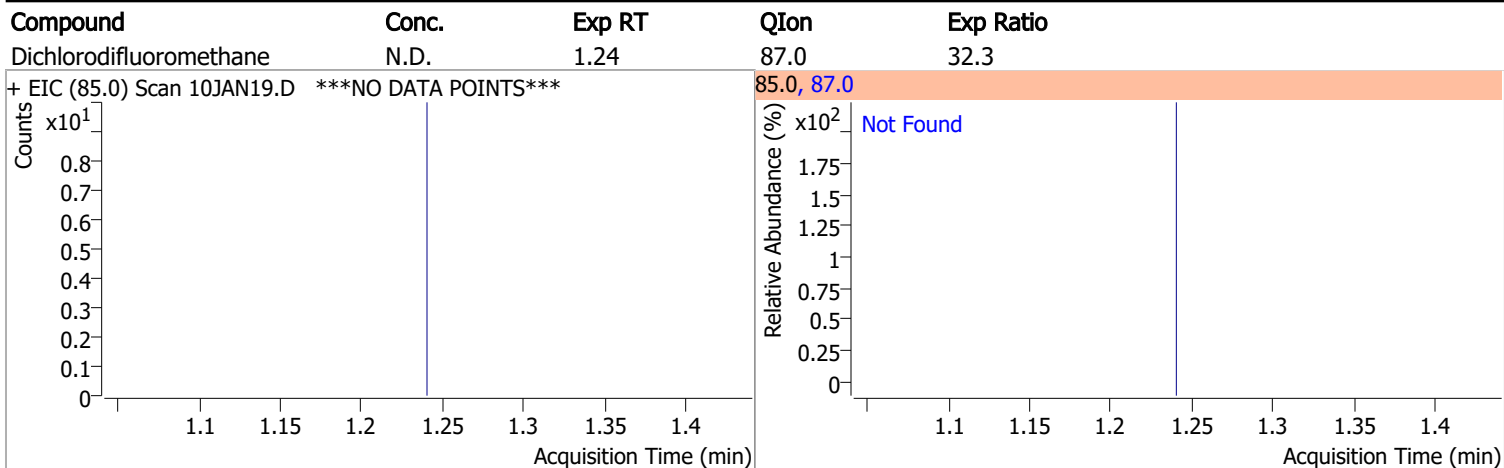 Compound Conc. Exp RT QIon Exp Ratio
Dichlorodifluoromethane N.D. 1.24 87.0 32.3
+ EIC (85.0) Scan 10JAN19.D ***NO DATA POINTS***
Counts
x10¹
0.8
0.7
0.6
0.5
0.4
0.3
0.2
0.1
0
1.1 1.15 1.2 1.25 1.3 1.35 1.4
Acquisition Time (min)
85.0, 87.0
Relative Abundance (%)
x10²
Not Found
1.75
1.5
1.25
1
0.75
0.5
0.25
0
1.1 1.15 1.2 1.25 1.3 1.35 1.4
Acquisition Time (min)